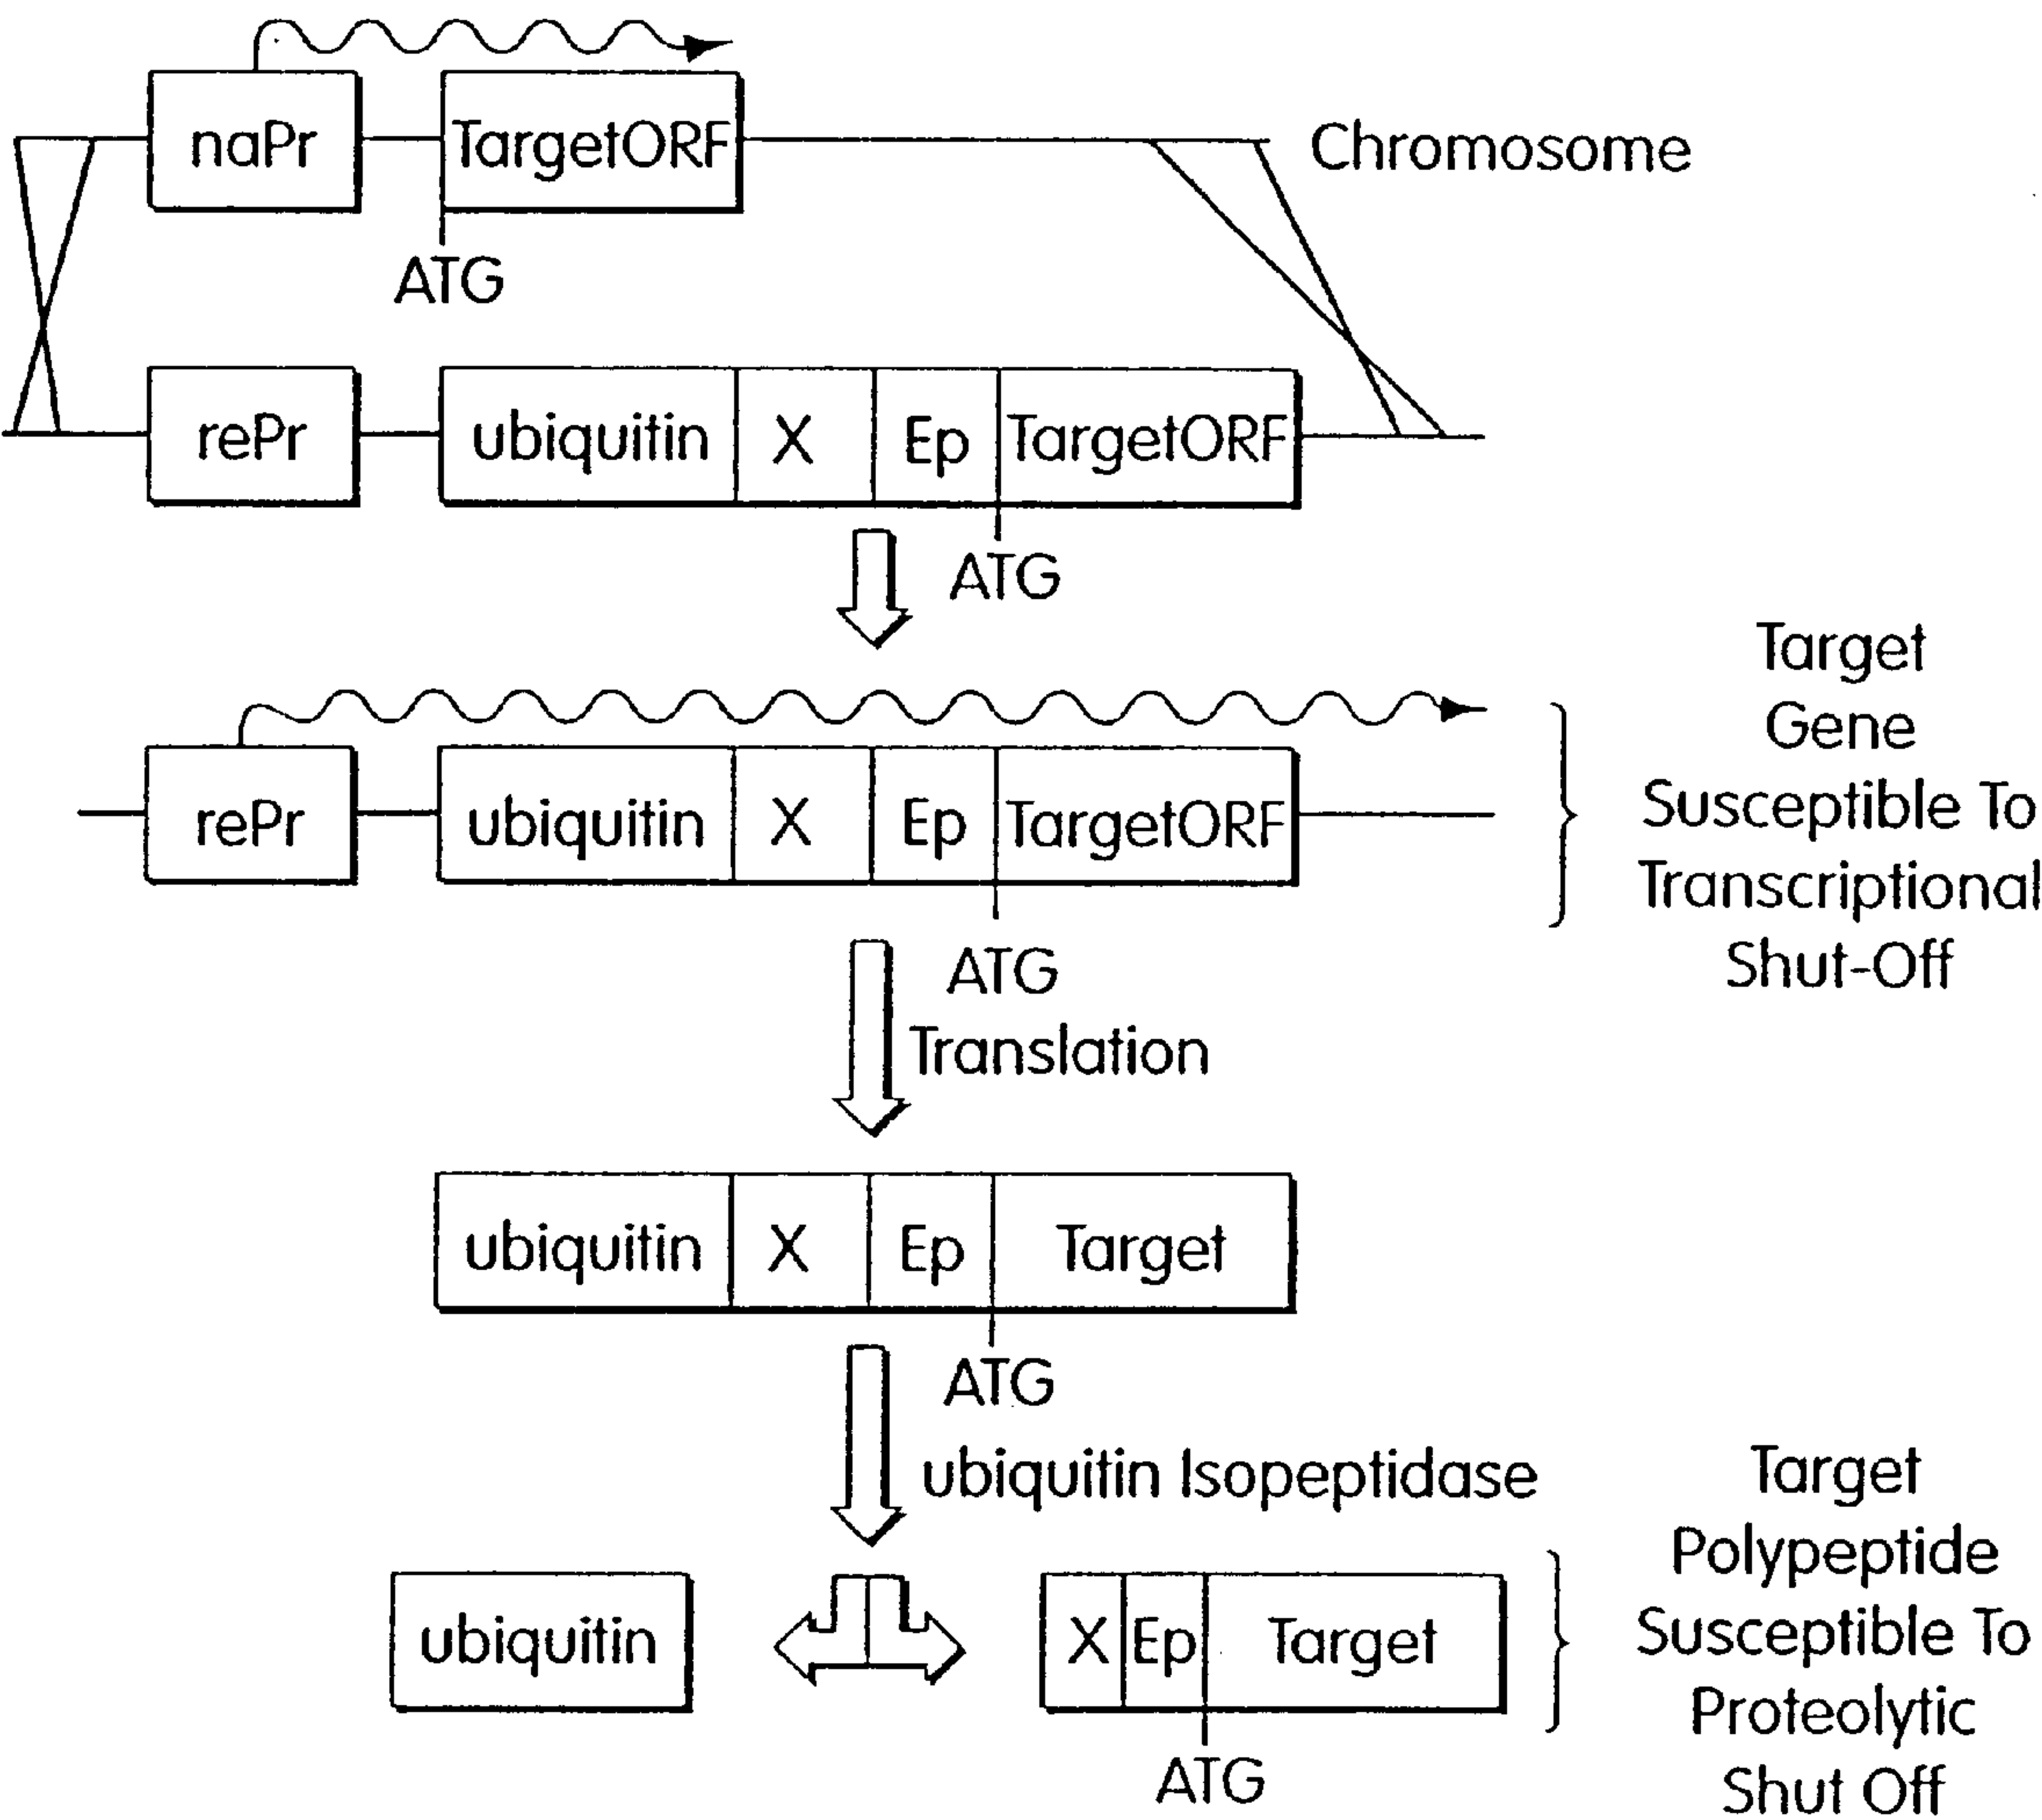 naPr TargetORF Chromosome
ATG
rePr ubiquitin X Ep TargetORF
ATG
Target
Gene
Susceptible To
Transcriptional
Shut-Off
rePr ubiquitin X Ep TargetORF
ATG
Translation
ubiquitin X Ep Target
ATG
ubiquitin Isopeptidase
Target
Polypeptide
Susceptible To
Proteolytic
Shut Off
ubiquitin X Ep Target
ATG